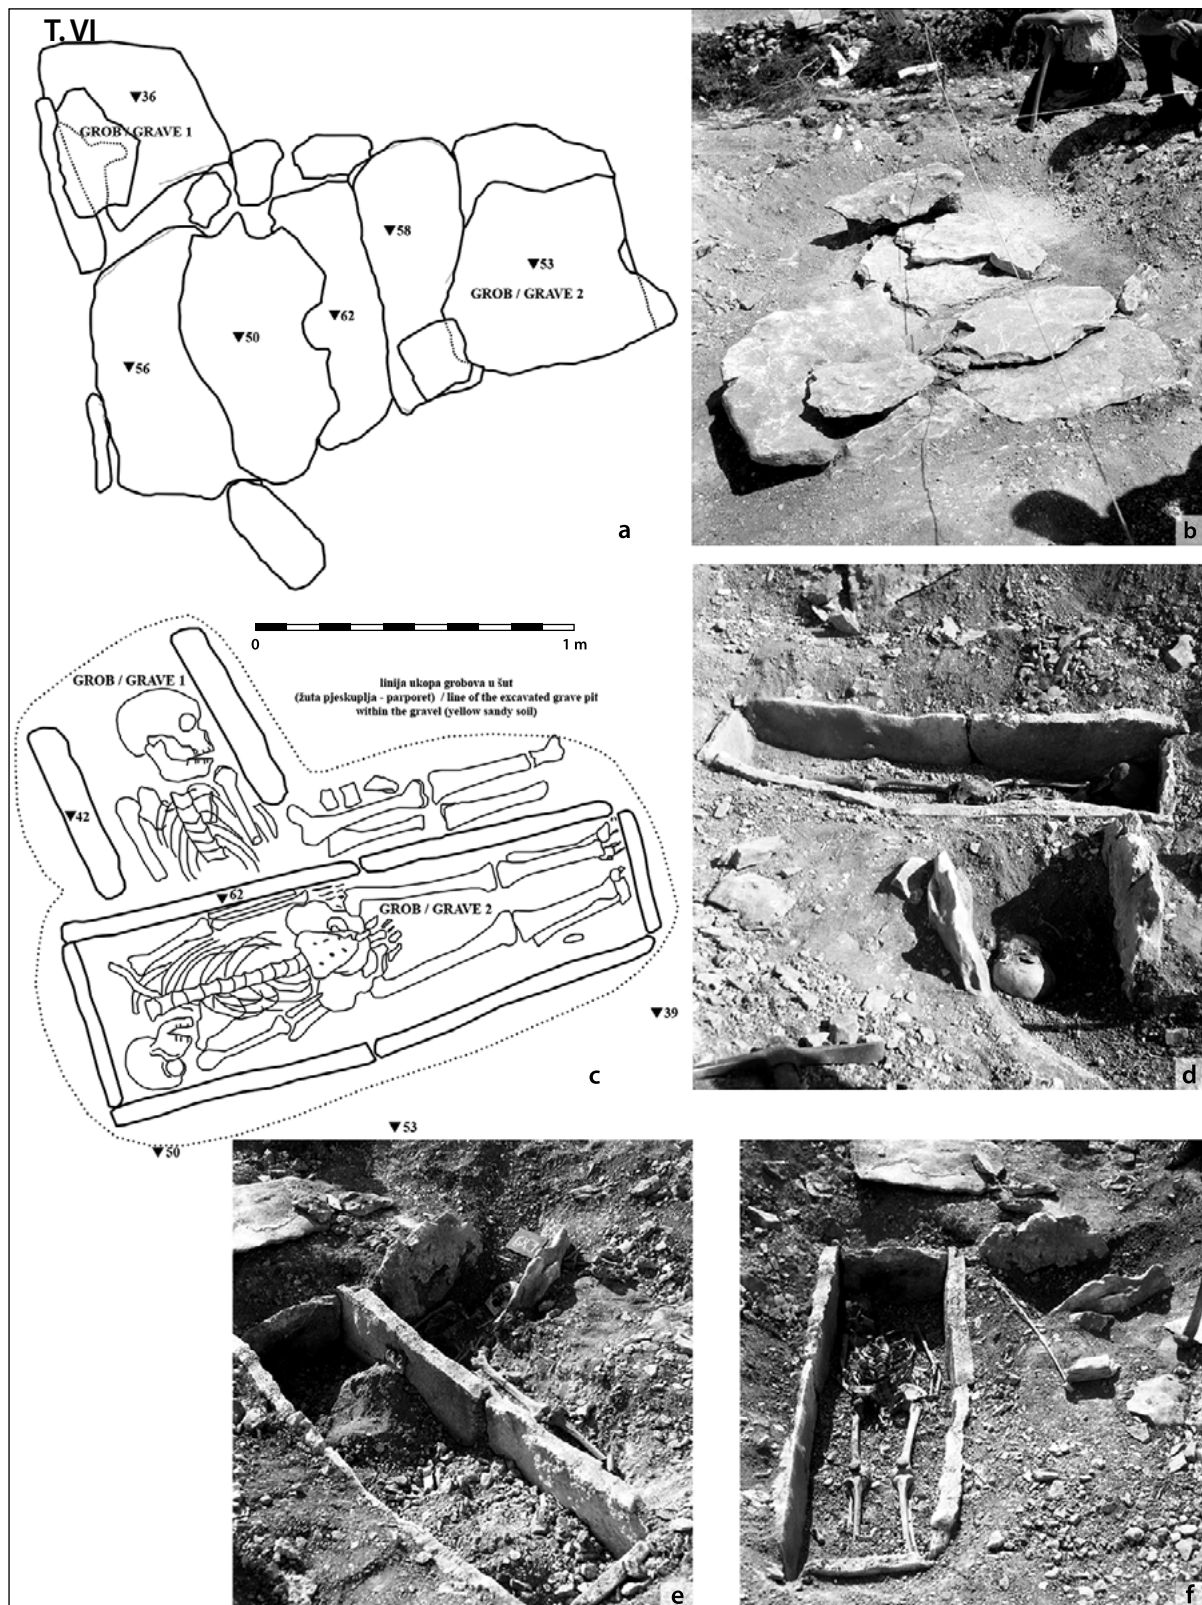 T. VI
▼36
GROB / GRAVE 1
▼58
▼53
GROB / GRAVE 2
▼62
▼50
▼56
a
b
0 1 m
GROB / GRAVE 1
linija ukopa grobova u šut
(žuta pjeskuplja - parporet) / line of the excavated grave pit
within the gravel (yellow sandy soil)
▼42
▼62
GROB / GRAVE 2
▼39
c
d
▼53
▼50
e
f